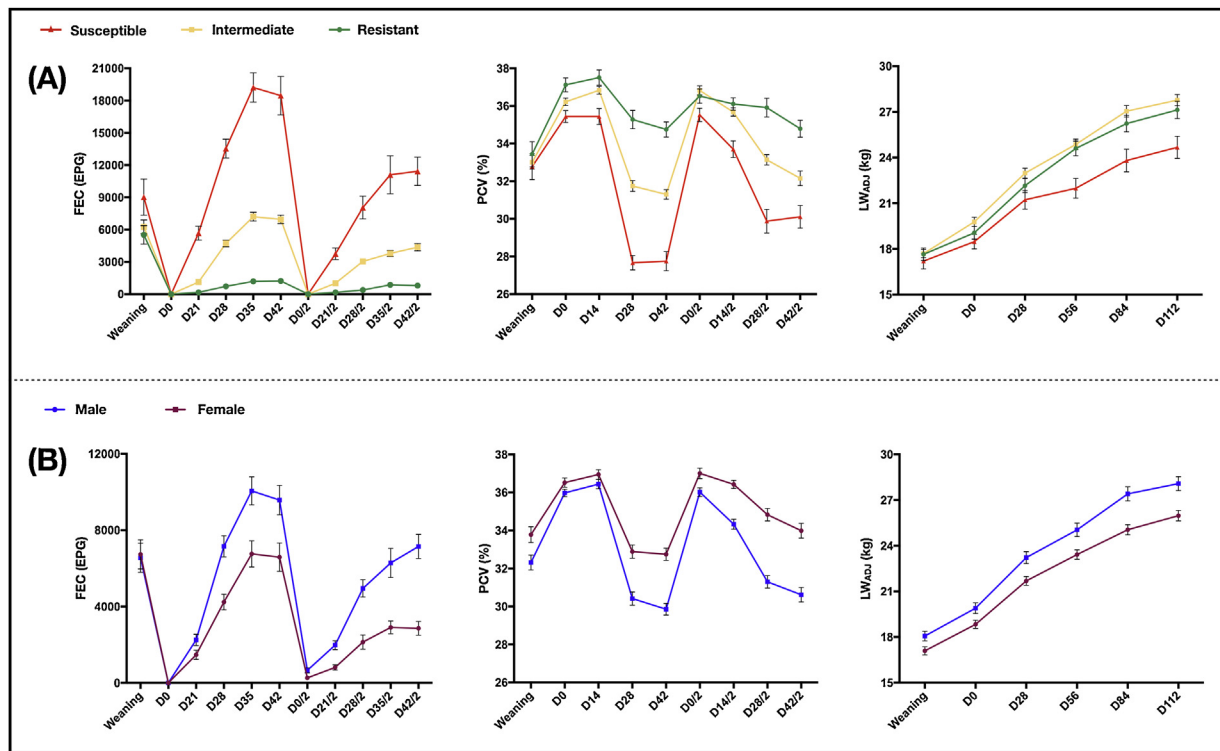 Susceptible Intermediate Resistant
(A)
FEC (EPG)
21000
18000
15000
12000
9000
6000
3000
0
Weaning D0 D21 D28 D35 D42 D0/2 D21/2 D28/2 D35/2 D42/2
PCV (%)
38
36
34
32
30
28
26
Weaning D0 D14 D28 D42 D0/2 D14/2 D28/2 D42/2
LWADJ (kg)
30
27
24
21
18
15
Weaning D0 D28 D56 D84 D112
Male Female
(B)
FEC (EPG)
12000
8000
4000
0
Weaning D0 D21 D28 D35 D42 D0/2 D21/2 D28/2 D35/2 D42/2
PCV (%)
38
36
34
32
30
28
26
Weaning D0 D14 D28 D42 D0/2 D14/2 D28/2 D42/2
LWADJ (kg)
30
27
24
21
18
15
Weaning D0 D28 D56 D84 D112